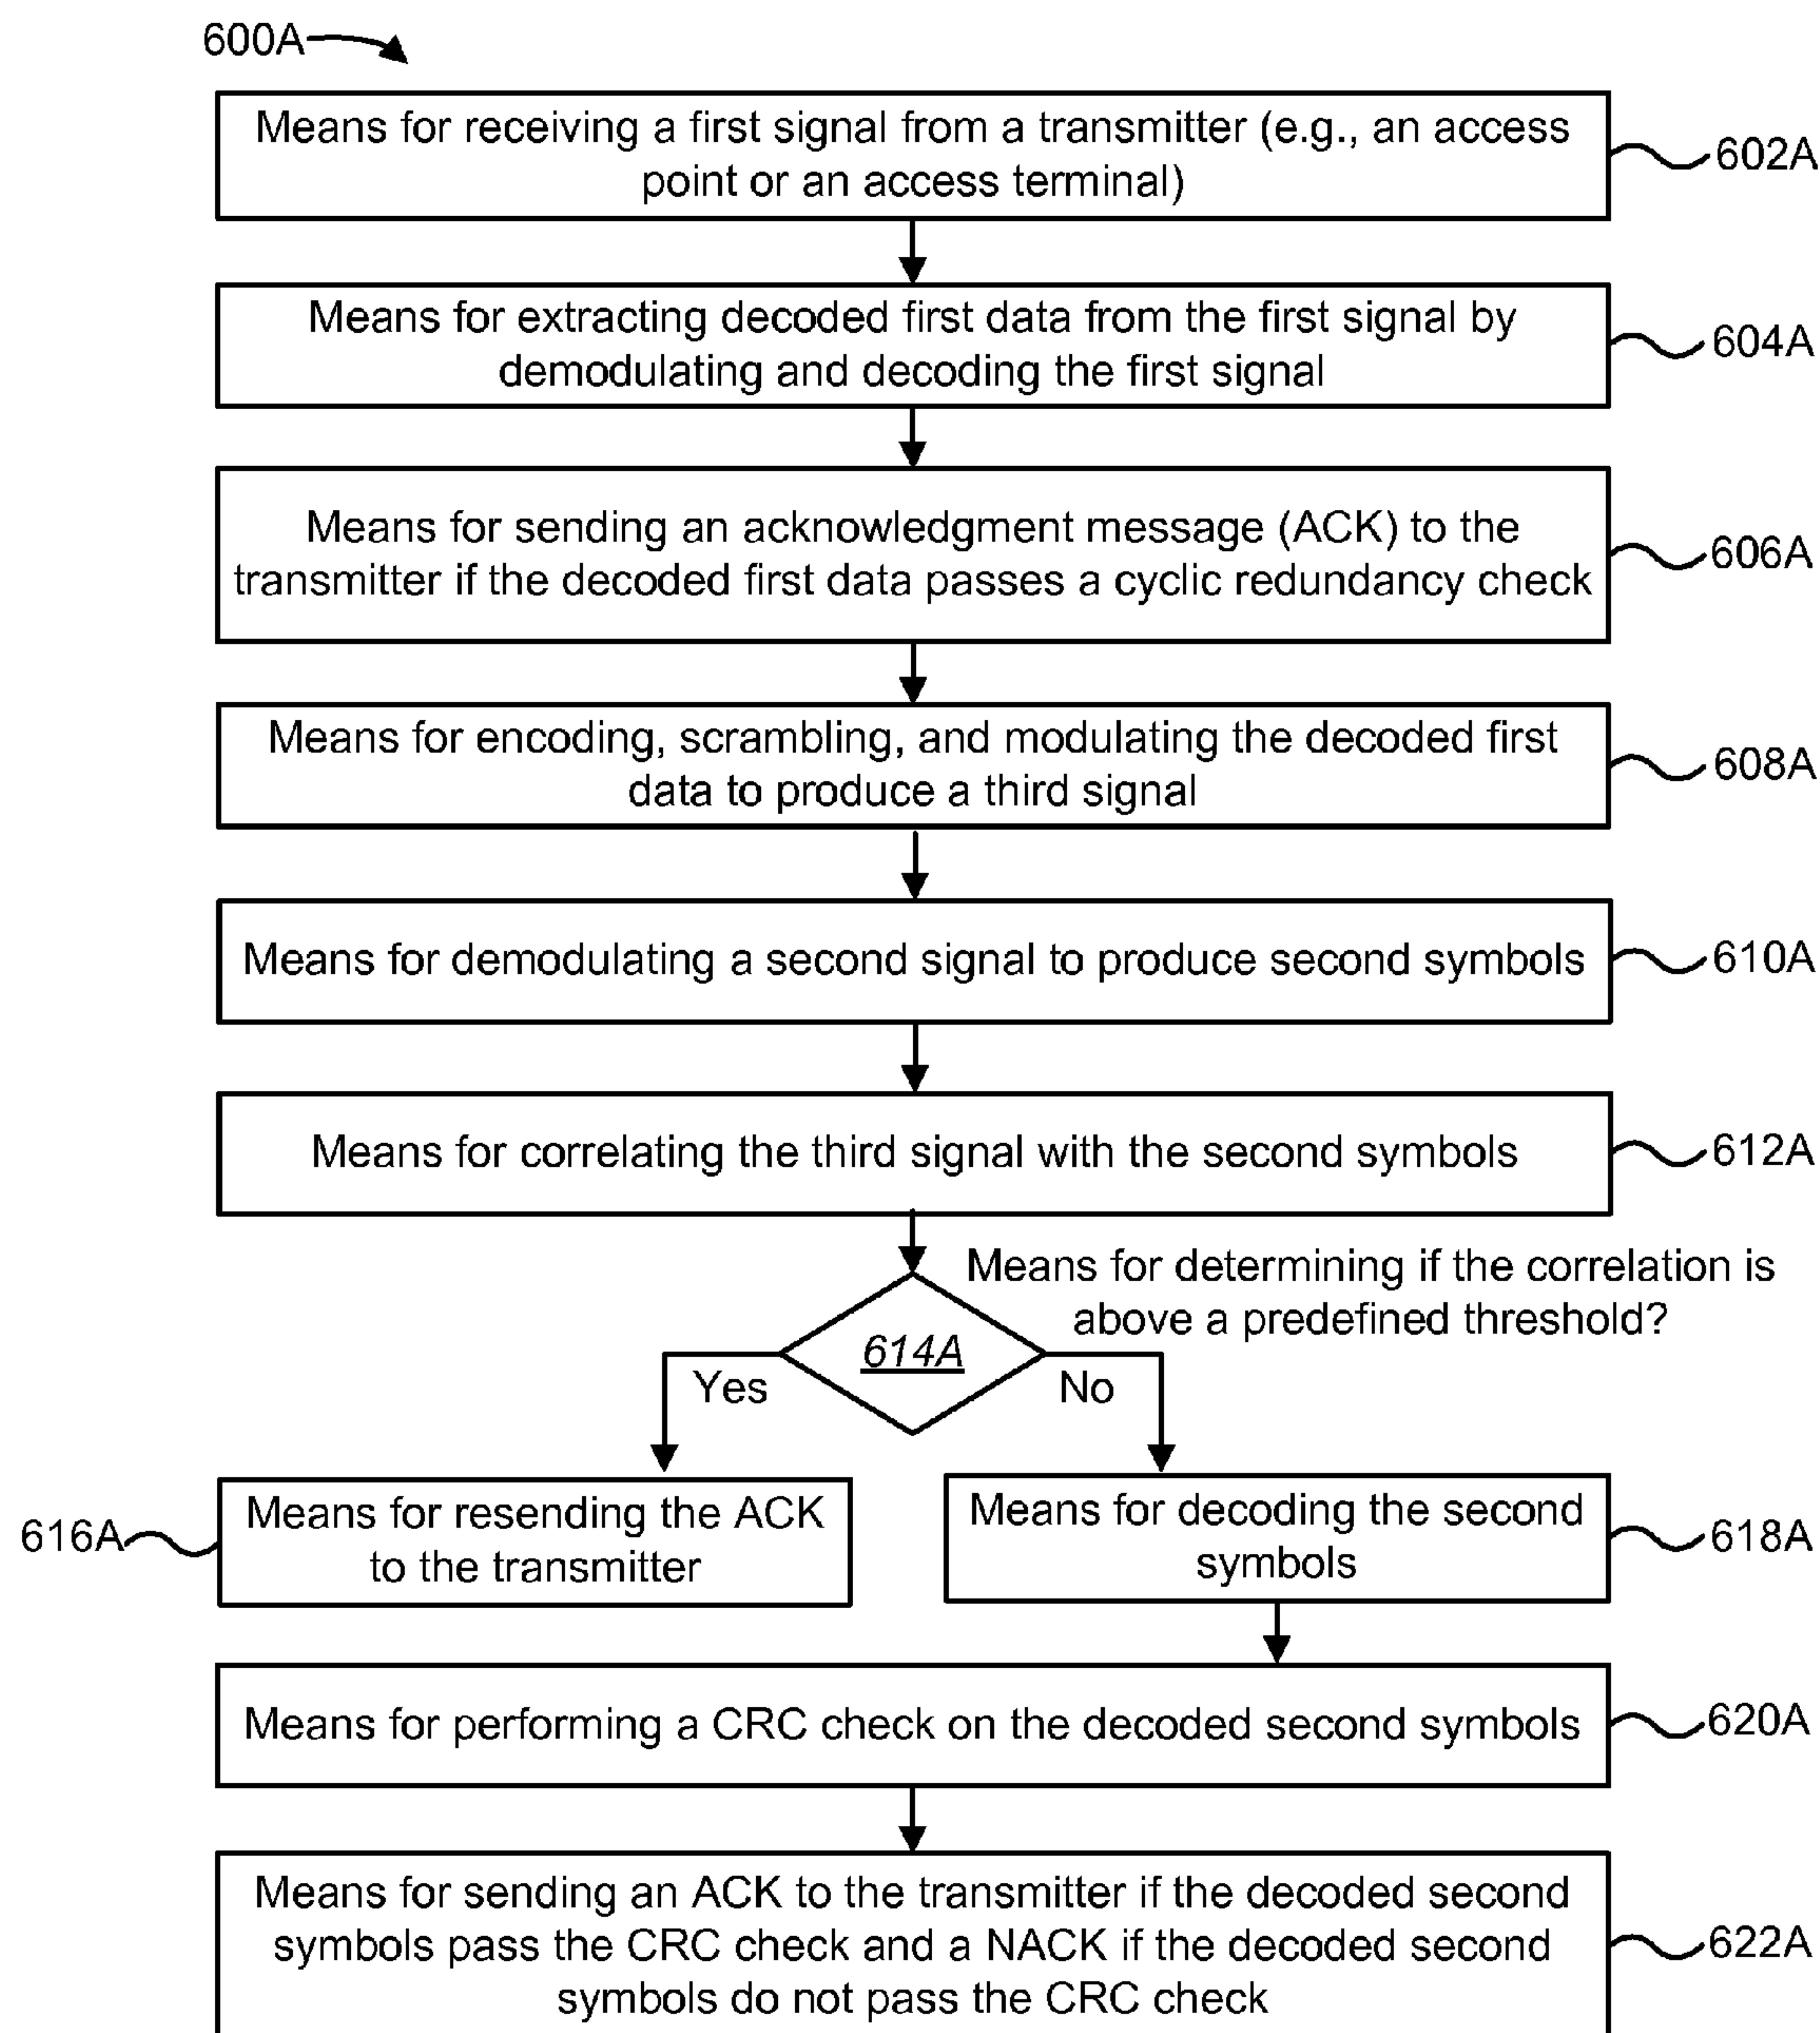 600A
Means for receiving a first signal from a transmitter (e.g., an access
point or an access terminal)
602A
Means for extracting decoded first data from the first signal by
demodulating and decoding the first signal
604A
Means for sending an acknowledgment message (ACK) to the
transmitter if the decoded first data passes a cyclic redundancy check
606A
Means for encoding, scrambling, and modulating the decoded first
data to produce a third signal
608A
Means for demodulating a second signal to produce second symbols
610A
Means for correlating the third signal with the second symbols
612A
Means for determining if the correlation is
above a predefined threshold?
614A
Yes
No
Means for resending the ACK
to the transmitter
616A
Means for decoding the second
symbols
618A
Means for performing a CRC check on the decoded second symbols
620A
Means for sending an ACK to the transmitter if the decoded second
symbols pass the CRC check and a NACK if the decoded second
symbols do not pass the CRC check
622A